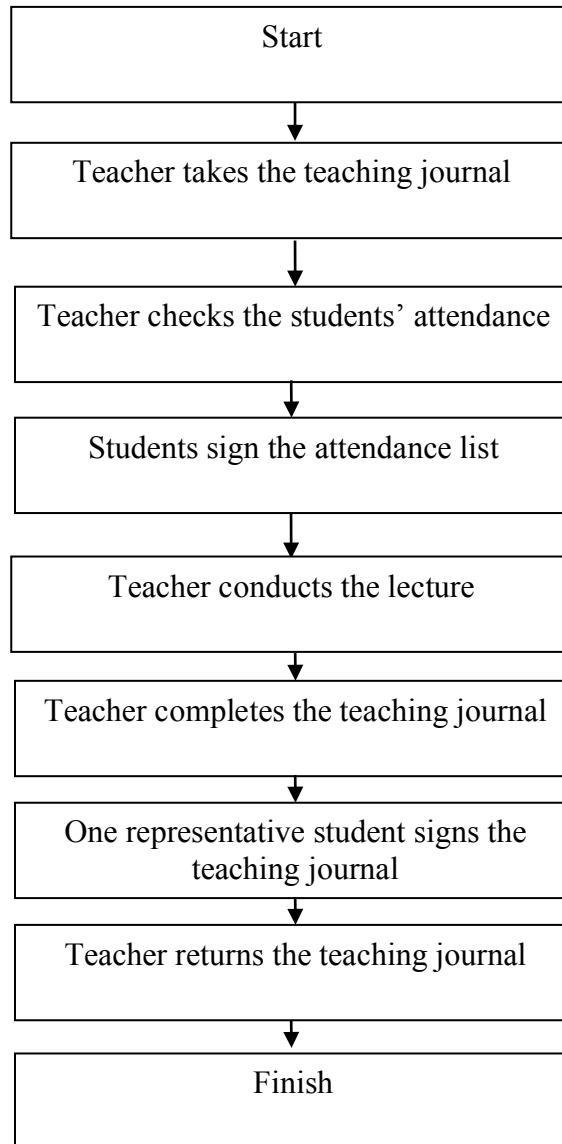 Start
Teacher takes the teaching journal
Teacher checks the students’ attendance
Students sign the attendance list
Teacher conducts the lecture
Teacher completes the teaching journal
One representative student signs the
teaching journal
Teacher returns the teaching journal
Finish